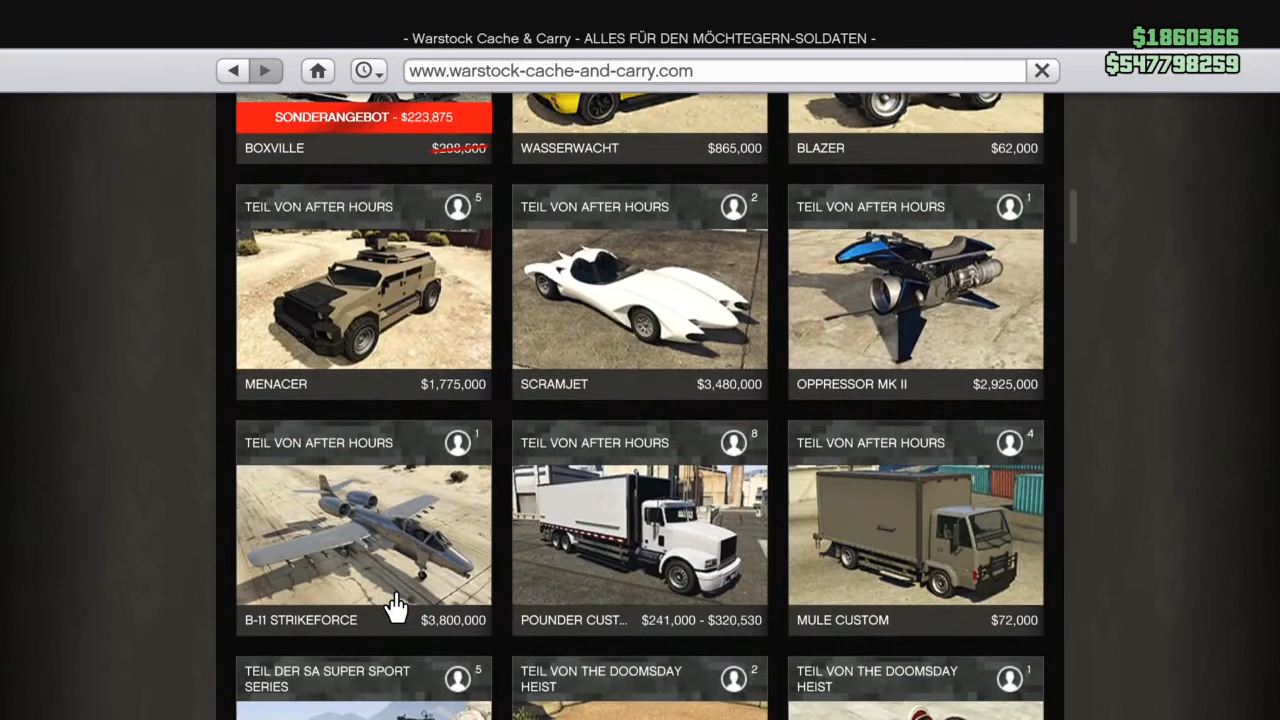 - Warstock Cache & Carry - ALLES FÜR DEN MÖCHTEGERN-SOLDATEN -
$1860366
$547798259
www.warstock-cache-and-carry.com
SONDERANGEBOT - $223,875
BOXVILLE $298,500
WASSERWACHT $865,000
BLAZER $62,000
TEIL VON AFTER HOURS 5
TEIL VON AFTER HOURS 2
TEIL VON AFTER HOURS 1
MENACER $1,775,000
SCRAMJET $3,480,000
OPPRESSOR MK II $2,925,000
TEIL VON AFTER HOURS 1
TEIL VON AFTER HOURS 8
TEIL VON AFTER HOURS 4
B-11 STRIKEFORCE $3,800,000
POUNDER CUST... $241,000 - $320,530
MULE CUSTOM $72,000
TEIL DER SA SUPER SPORT 5
SERIES
TEIL VON THE DOOMSDAY 2
HEIST
TEIL VON THE DOOMSDAY 1
HEIST